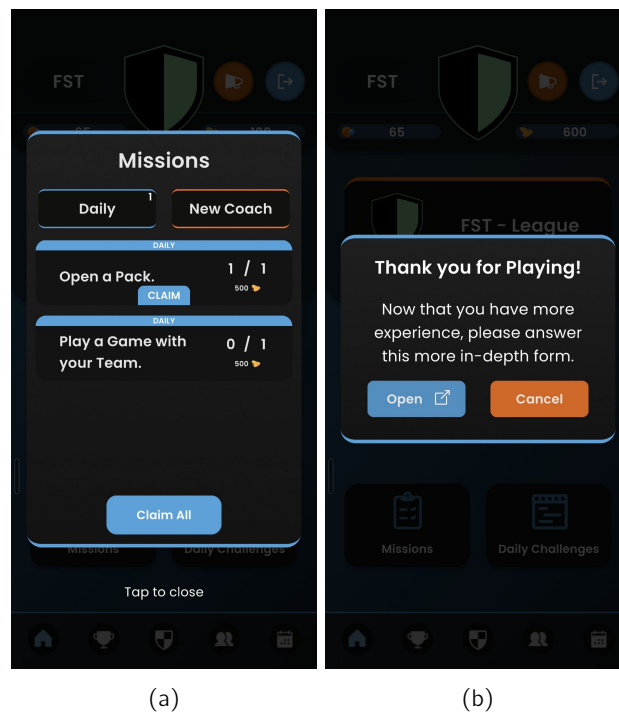 FST
65
100
Missions
Daily
1
New Coach
DAILY
Open a Pack.
1 / 1
500
CLAIM
DAILY
Play a Game with
your Team.
0 / 1
500
Claim All
Missions
Daily Challenges
Tap to close
(a)
FST
65
600
FST - League
Thank you for Playing!
Now that you have more
experience, please answer
this more in-depth form.
Open
Cancel
Missions
Daily Challenges
(b)